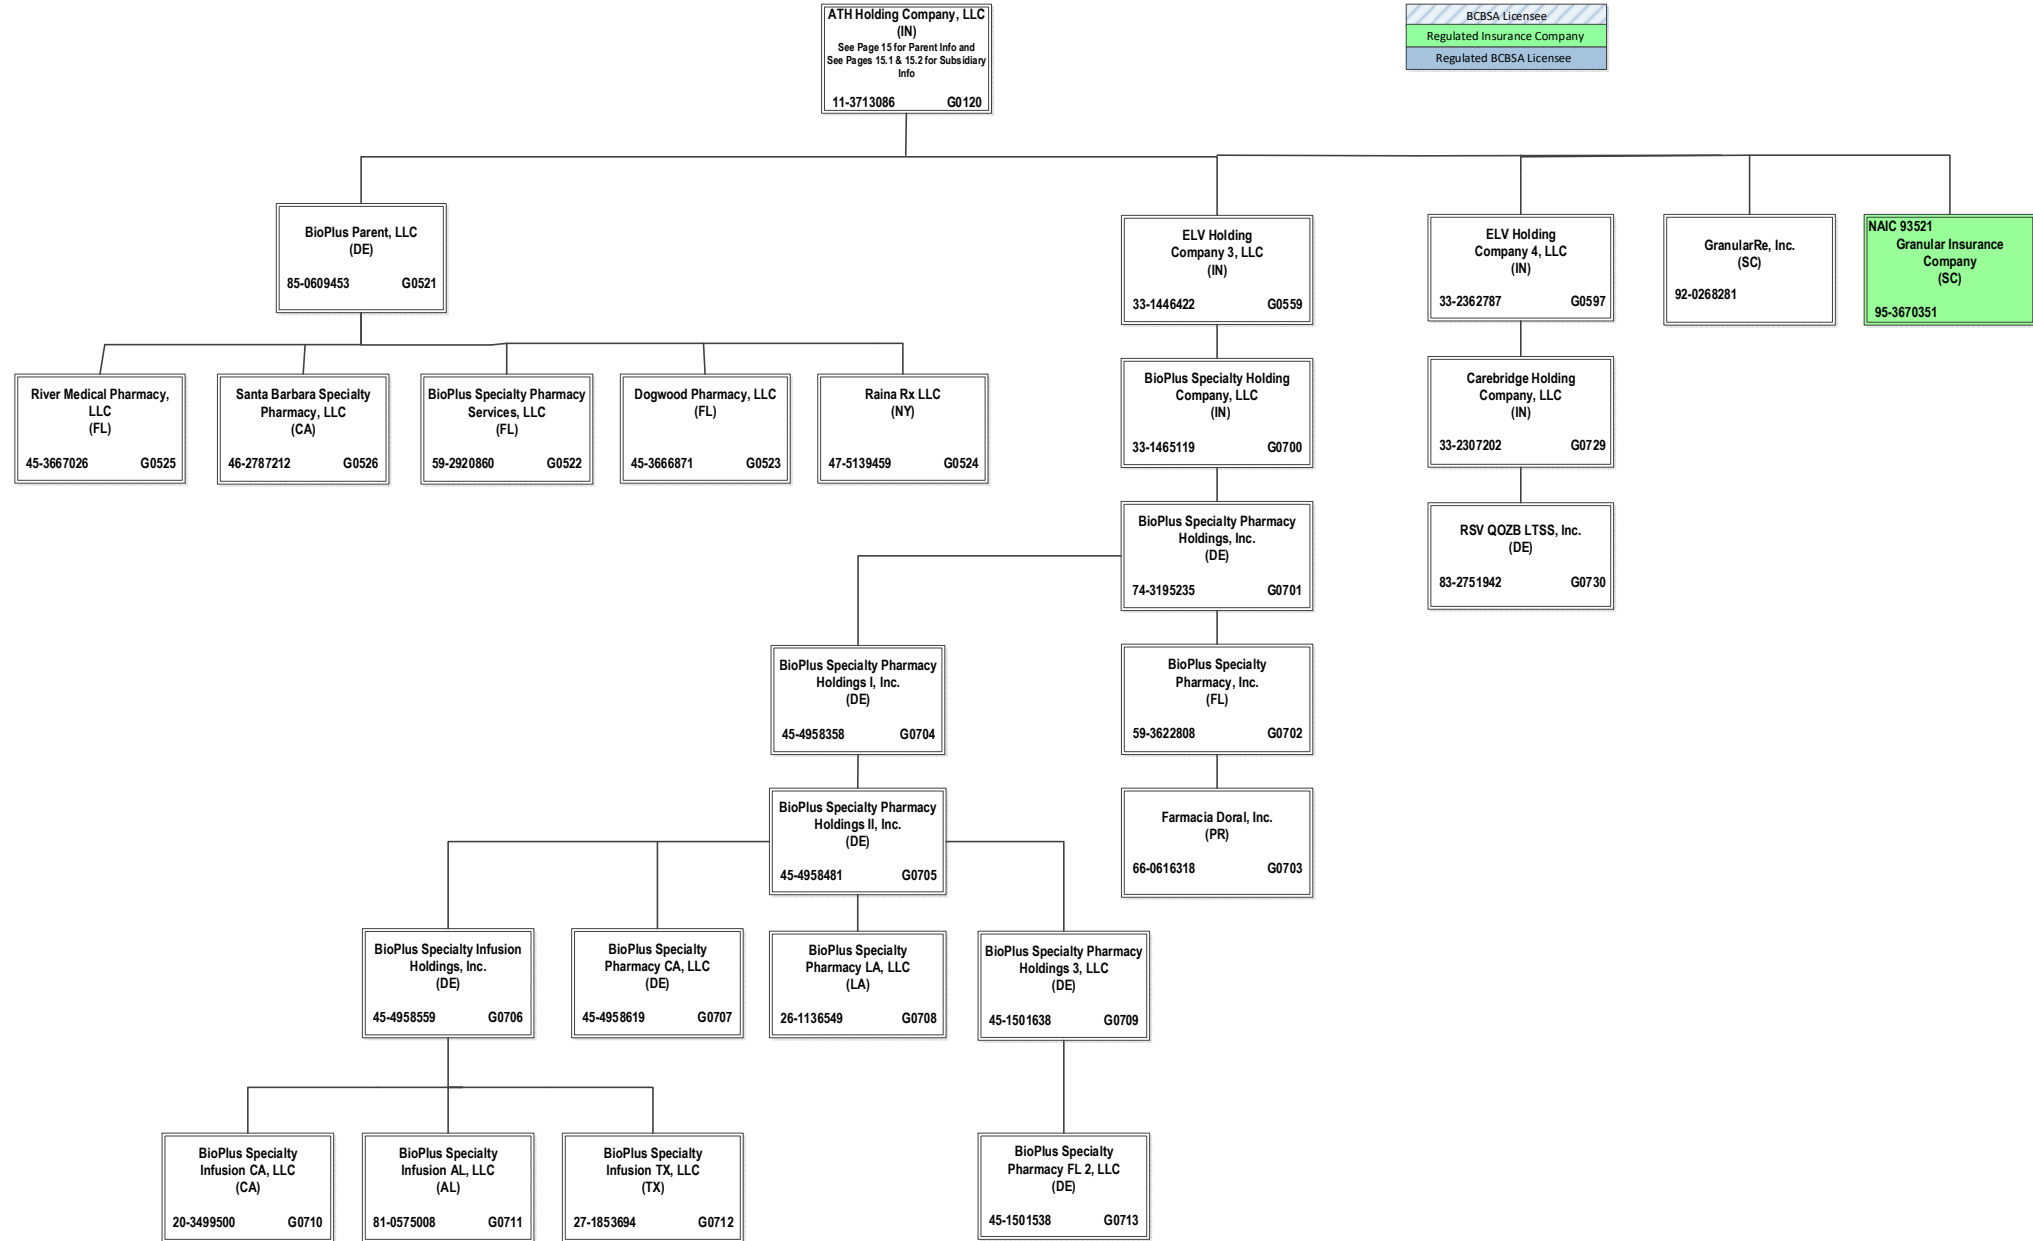 ATH Holding Company, LLC
(IN)
See Page 15 for Parent Info and
See Pages 15.1 & 15.2 for Subsidiary
Info
11-3713086 G0120
BCBSA Licensee
Regulated Insurance Company
Regulated BCBSA Licensee
BioPlus Parent, LLC
(DE)
85-0609453 G0521
ELV Holding
Company 3, LLC
(IN)
33-1446422 G0559
ELV Holding
Company 4, LLC
(IN)
33-2362787 G0597
GranularRe, Inc.
(SC)
92-0268281
NAIC 93521
Granular Insurance
Company
(SC)
95-3670351
River Medical Pharmacy,
LLC
(FL)
45-3667026 G0525
Santa Barbara Specialty
Pharmacy, LLC
(CA)
46-2787212 G0526
BioPlus Specialty Pharmacy
Services, LLC
(FL)
59-2920860 G0522
Dogwood Pharmacy, LLC
(FL)
45-3666871 G0523
Raina Rx LLC
(NY)
47-5139459 G0524
BioPlus Specialty Holding
Company, LLC
(IN)
33-1465119 G0700
Carebridge Holding
Company, LLC
(IN)
33-2307202 G0729
BioPlus Specialty Pharmacy
Holdings, Inc.
(DE)
74-3195235 G0701
RSV QOZB LTSS, Inc.
(DE)
83-2751942 G0730
BioPlus Specialty Pharmacy
Holdings I, Inc.
(DE)
45-4958358 G0704
BioPlus Specialty
Pharmacy, Inc.
(FL)
59-3622808 G0702
BioPlus Specialty Pharmacy
Holdings II, Inc.
(DE)
45-4958481 G0705
Farmacia Doral, Inc.
(PR)
66-0616318 G0703
BioPlus Specialty Infusion
Holdings, Inc.
(DE)
45-4958559 G0706
BioPlus Specialty
Pharmacy CA, LLC
(DE)
45-4958619 G0707
BioPlus Specialty
Pharmacy LA, LLC
(LA)
26-1136549 G0708
BioPlus Specialty Pharmacy
Holdings 3, LLC
(DE)
45-1501638 G0709
BioPlus Specialty
Infusion CA, LLC
(CA)
20-3499500 G0710
BioPlus Specialty
Infusion AL, LLC
(AL)
81-0575008 G0711
BioPlus Specialty
Infusion TX, LLC
(TX)
27-1853694 G0712
BioPlus Specialty
Pharmacy FL 2, LLC
(DE)
45-1501538 G0713